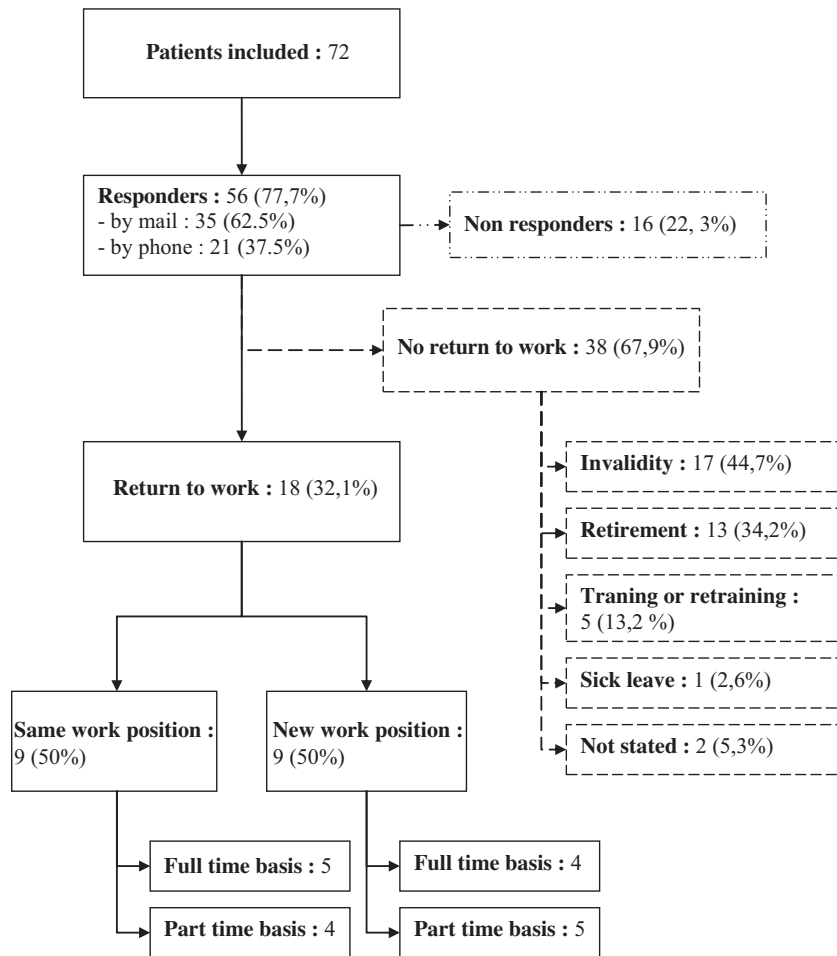 Patients included : 72
Responders : 56 (77,7%)
- by mail : 35 (62.5%)
- by phone : 21 (37.5%)
Non responders : 16 (22, 3%)
No return to work : 38 (67,9%)
Return to work : 18 (32,1%)
Invalidity : 17 (44,7%)
Retirement : 13 (34,2%)
Traning or retraining :
5 (13,2 %)
Sick leave : 1 (2,6%)
Not stated : 2 (5,3%)
Same work position :
9 (50%)
New work position :
9 (50%)
Full time basis : 5
Part time basis : 4
Full time basis : 4
Part time basis : 5